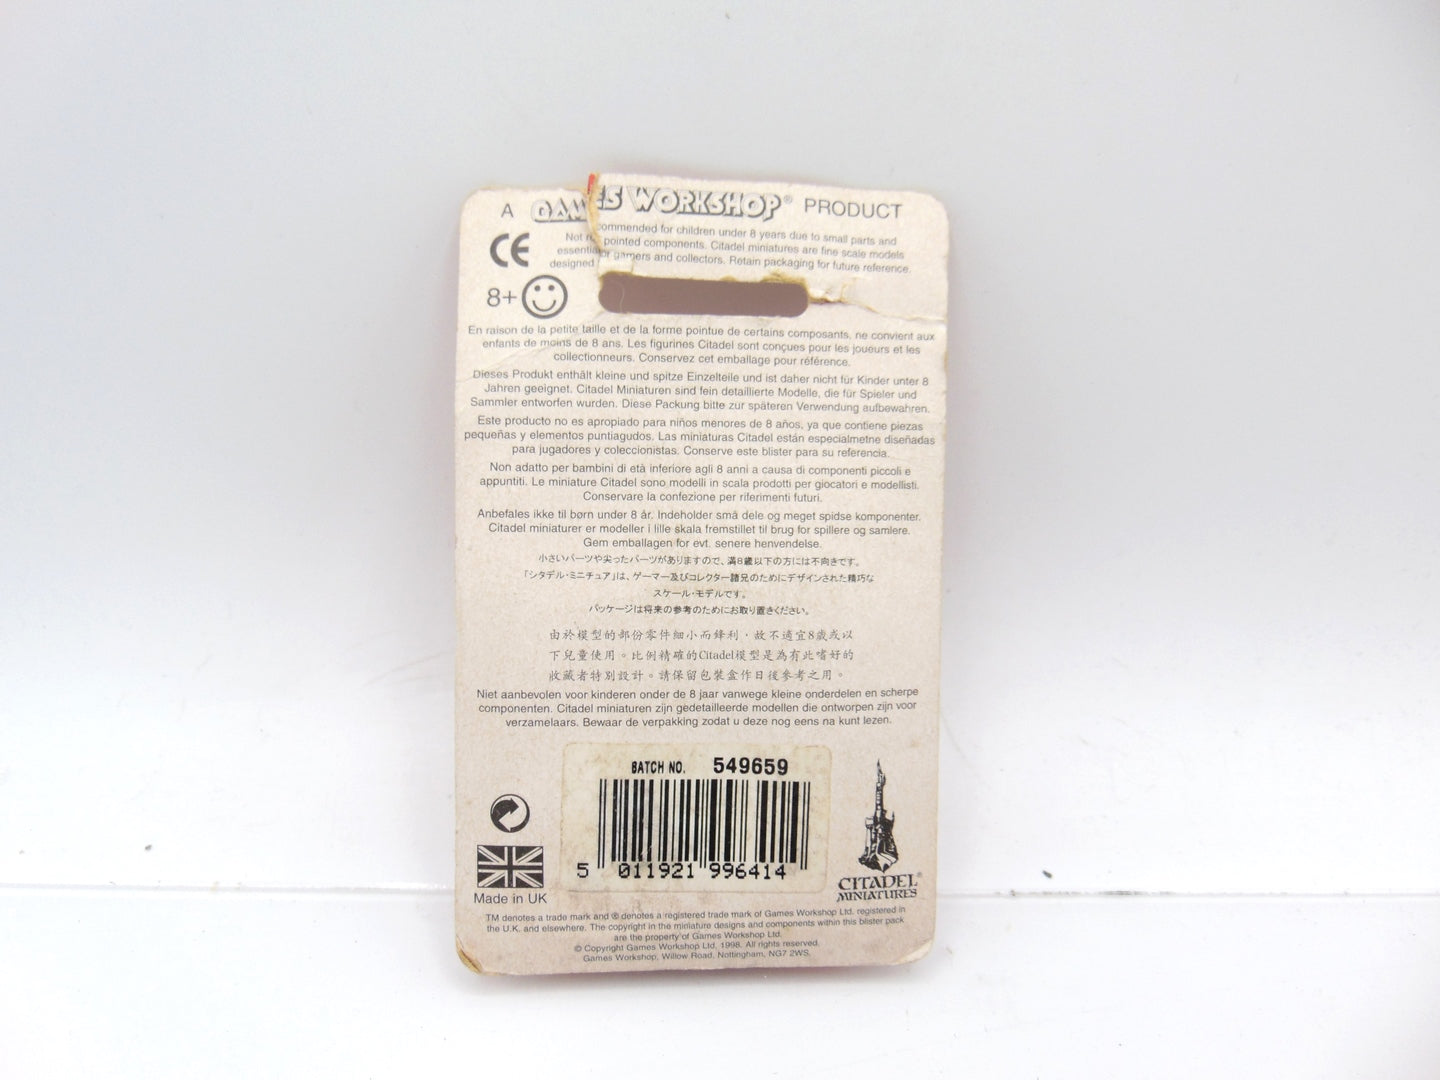 A GAMES WORKSHOP® PRODUCT
CE
commended for children under 8 years due to small parts and
Not pointed components. Citadel miniatures are fine scale models
designed gamers and collectors. Retain packaging for future reference.
8+
En raison de la petite taille et de la forme pointue de certains composants, ne convient aux
enfants de moins de 8 ans. Les figurines Citadel sont conçues pour les joueurs et les
collectionneurs. Conservez cet emballage pour référence.
Dieses Produkt enthält kleine und spitze Einzelteile und ist daher nicht für Kinder unter 8
Jahren geeignet. Citadel Miniaturen sind fein detaillierte Modelle, die für Spieler und
Sammler entworfen wurden. Diese Packung bitte zur späteren Verwendung aufbewahren.
Este producto no es apropiado para niños menores de 8 años, ya que contiene piezas
pequeñas y elementos puntiagudos. Las miniaturas Citadel están especialmetne diseñadas
para jugadores y coleccionistas. Conserve este blister para su referencia.
Non adatto per bambini di età inferiore agli 8 anni a causa di componenti piccoli e
appuntiti. Le miniature Citadel sono modelli in scala prodotti per giocatori e modellisti.
Conservare la confezione per riferimenti futuri.
Anbefales ikke til børn under 8 år. Indeholder små dele og meget spidse komponenter.
Citadel miniaturer er modeller i lille skala fremstillet til brug for spillere og samlere.
Gem emballagen for evt. senere henvendelse.
小さいパーツや尖ったパーツがありますので、満8歳以下の方には不向きです。
「シタデル・ミニチュア」は、ゲーマー及びコレクター諸兄のためにデザインされた精巧な
スケール・モデルです。
パッケージは将来の参考のためにお取り置きください。
由於模型的部份零件細小而鋒利，故不適宜8歲或以
下兒童使用。比例精確的Citadel模型是為有此嗜好的
收藏者特別設計。請保留包裝盒作日後參考之用。
Niet aanbevolen voor kinderen onder de 8 jaar vanwege kleine onderdelen en scherpe
componenten. Citadel miniaturen zijn gedetailleerde modellen die ontworpen zijn voor
verzamelaars. Bewaar de verpakking zodat u deze nog eens na kunt lezen.
BATCH NO. 549659
5 011921 996414
CITADEL®
MINIATURES
Made in UK
TM denotes a trade mark and ® denotes a registered trade mark of Games Workshop Ltd. registered in
the U.K. and elsewhere. The copyright in the miniature designs and components within this blister pack
are the property of Games Workshop Ltd.
© Copyright Games Workshop Ltd, 1998. All rights reserved.
Games Workshop, Willow Road, Nottingham, NG7 2WS.